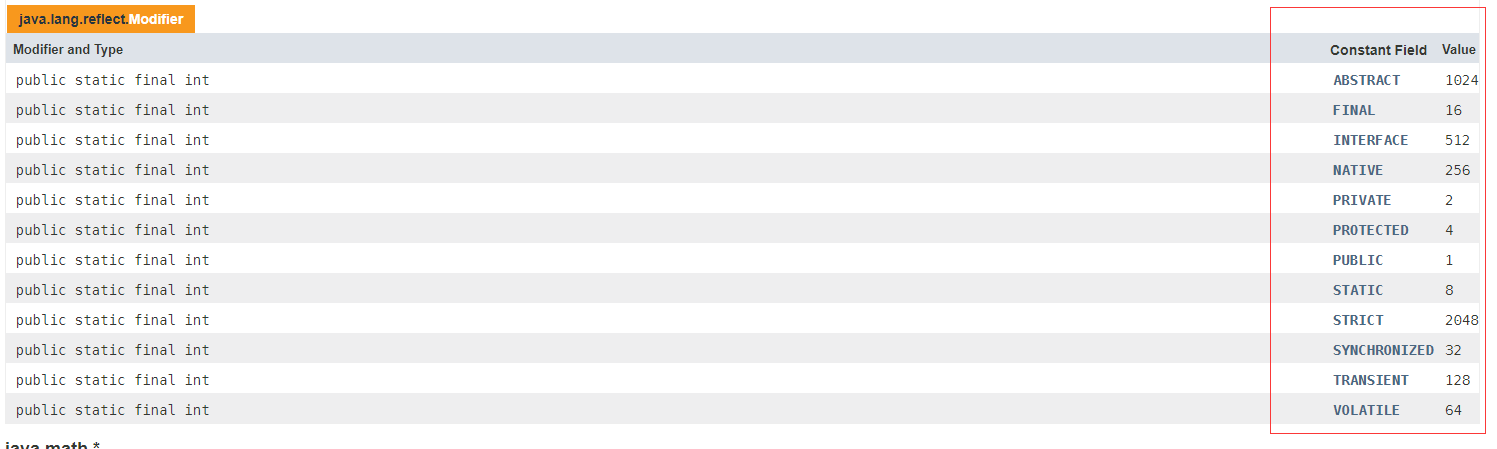 java.lang.reflect.Modifier
Modifier and Type Constant Field Value
public static final int ABSTRACT 1024
public static final int FINAL 16
public static final int INTERFACE 512
public static final int NATIVE 256
public static final int PRIVATE 2
public static final int PROTECTED 4
public static final int PUBLIC 1
public static final int STATIC 8
public static final int STRICT 2048
public static final int SYNCHRONIZED 32
public static final int TRANSIENT 128
public static final int VOLATILE 64
java.math.*